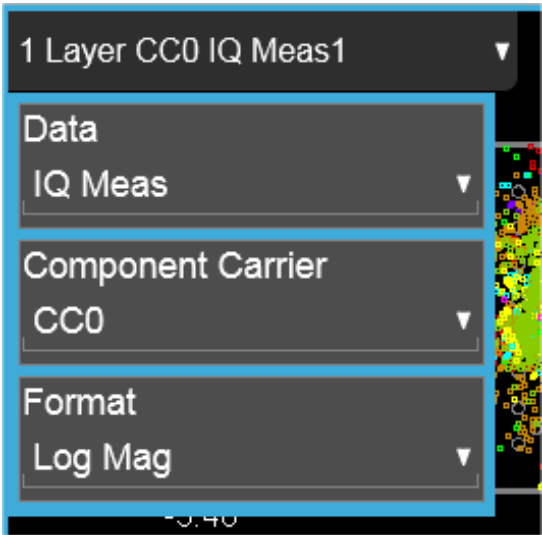 1 Layer CC0 IQ Meas1
Data
IQ Meas
Component Carrier
CC0
Format
Log Mag